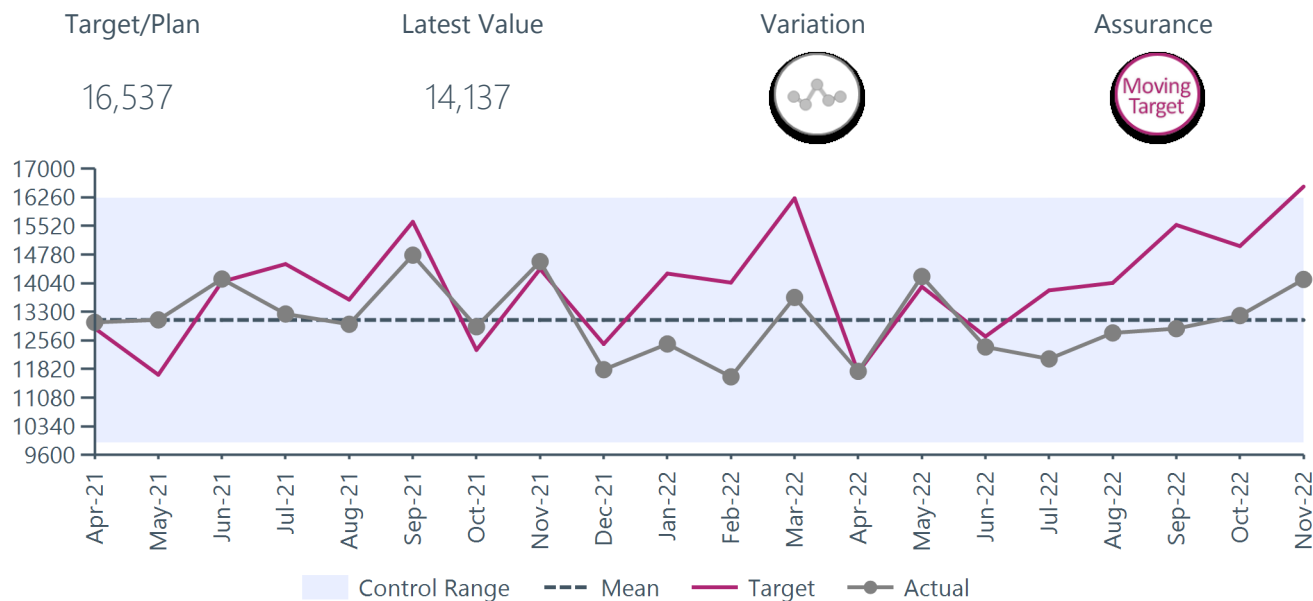 Target/Plan Latest Value Variation Assurance
16,537 14,137
Moving
Target
17000
16260
15520
14780
14040
13300
12560
11820
11080
10340
9600
Apr-21 May-21 Jun-21 Jul-21 Aug-21 Sep-21 Oct-21 Nov-21 Dec-21 Jan-22 Feb-22 Mar-22 Apr-22 May-22 Jun-22 Jul-22 Aug-22 Sep-22 Oct-22 Nov-22
Control Range Mean Target Actual